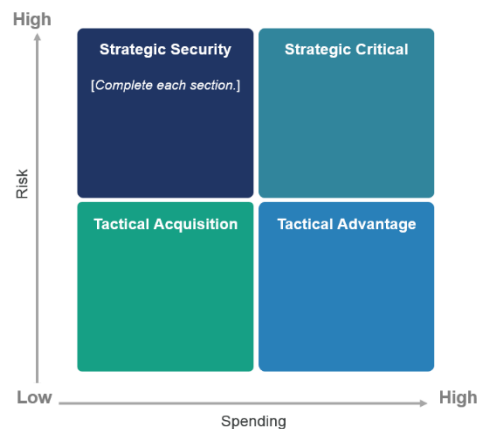 High
Strategic Security
[Complete each section.]
Strategic Critical
Risk
Tactical Acquisition
Tactical Advantage
Low
High
Spending